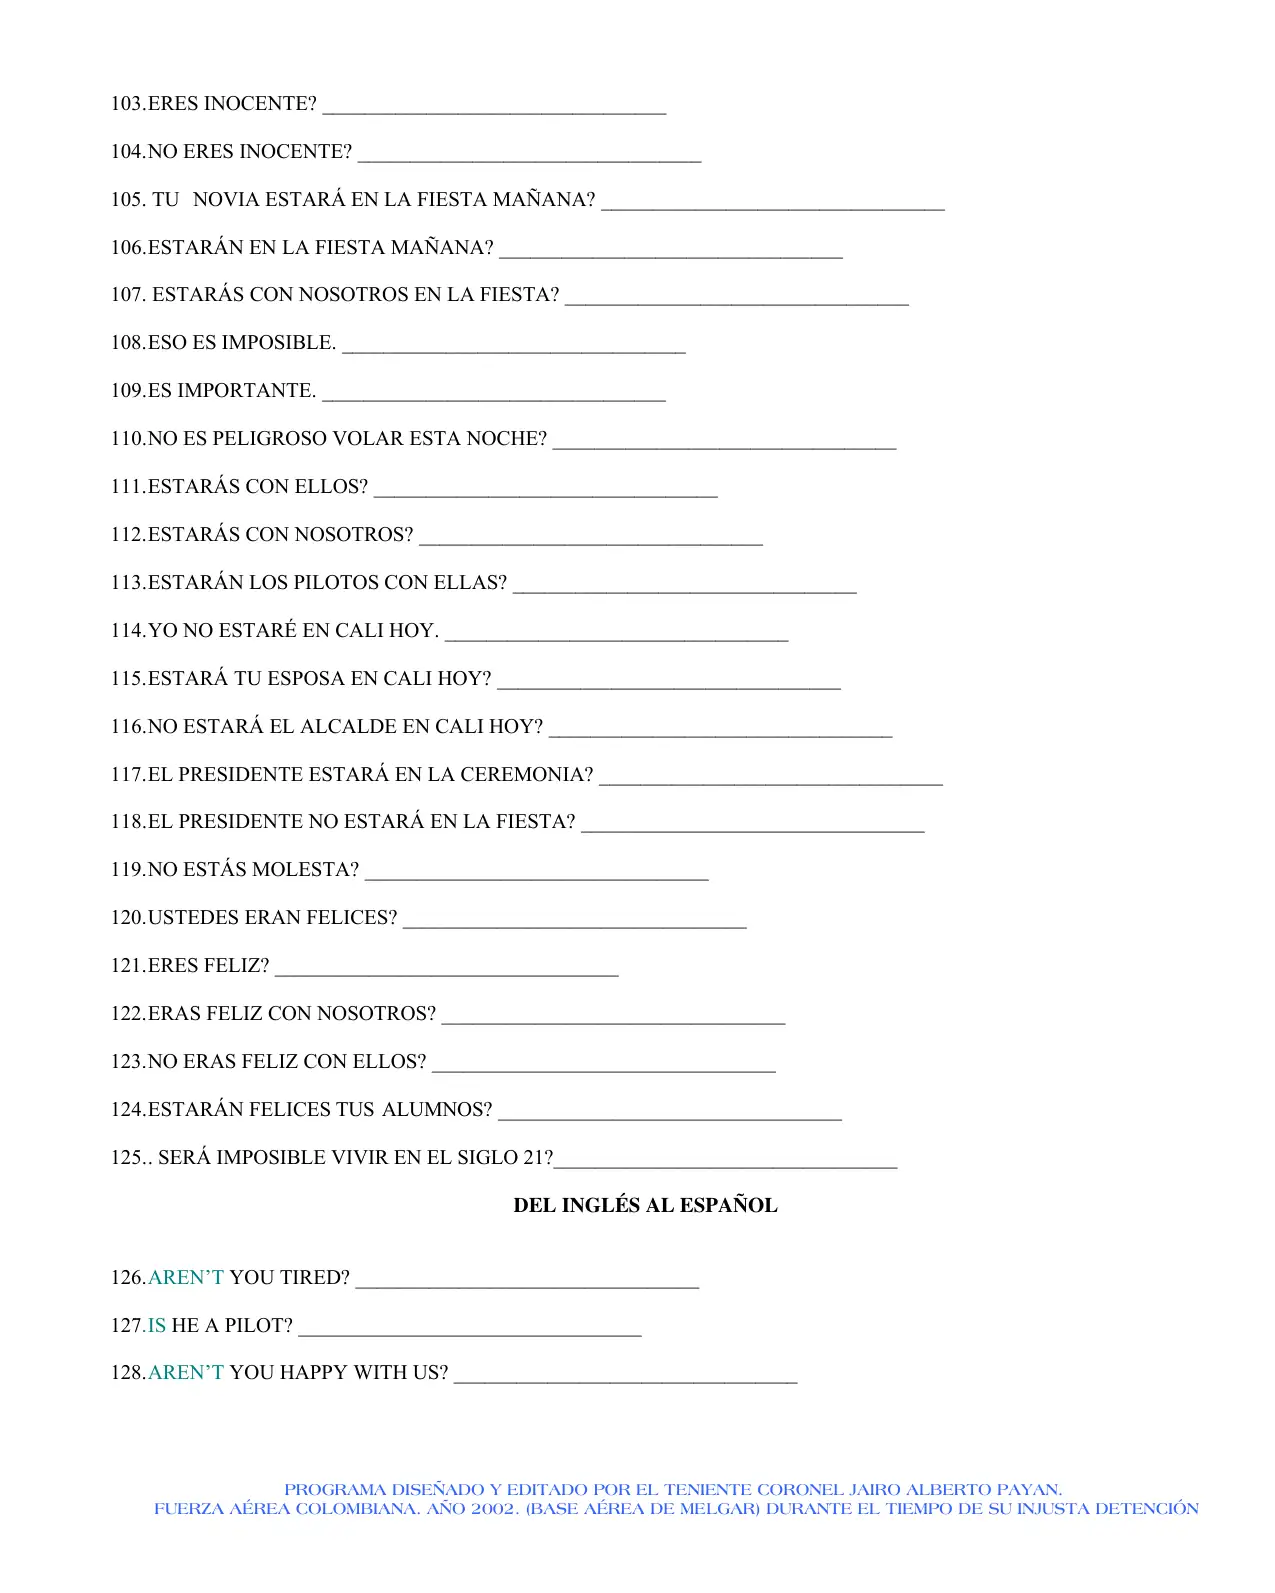 103.ERES INOCENTE? _________________________________
104.NO ERES INOCENTE? _________________________________
105. TU NOVIA ESTARÁ EN LA FIESTA MAÑANA? _________________________________
106.ESTARÁN EN LA FIESTA MAÑANA? _________________________________
107. ESTARÁS CON NOSOTROS EN LA FIESTA? _________________________________
108.ESO ES IMPOSIBLE. _________________________________
109.ES IMPORTANTE. _________________________________
110.NO ES PELIGROSO VOLAR ESTA NOCHE? _________________________________
111.ESTARÁS CON ELLOS? _________________________________
112.ESTARÁS CON NOSOTROS? _________________________________
113.ESTARÁN LOS PILOTOS CON ELLAS? _________________________________
114.YO NO ESTARÉ EN CALI HOY. _________________________________
115.ESTARÁ TU ESPOSA EN CALI HOY? _________________________________
116.NO ESTARÁ EL ALCALDE EN CALI HOY? _________________________________
117.EL PRESIDENTE ESTARÁ EN LA CEREMONIA? _________________________________
118.EL PRESIDENTE NO ESTARÁ EN LA FIESTA? _________________________________
119.NO ESTÁS MOLESTA? _________________________________
120.USTEDES ERAN FELICES? _________________________________
121.ERES FELIZ? _________________________________
122.ERAS FELIZ CON NOSOTROS? _________________________________
123.NO ERAS FELIZ CON ELLOS? _________________________________
124.ESTARÁN FELICES TUS ALUMNOS? _________________________________
125.. SERÁ IMPOSIBLE VIVIR EN EL SIGLO 21?_________________________________
DEL INGLÉS AL ESPAÑOL
126.AREN’T YOU TIRED? _________________________________
127.IS HE A PILOT? _________________________________
128.AREN’T YOU HAPPY WITH US? _________________________________
PROGRAMA DISEÑADO Y EDITADO POR EL TENIENTE CORONEL JAIRO ALBERTO PAYAN.
FUERZA AÉREA COLOMBIANA. AÑO 2002. (BASE AÉREA DE MELGAR) DURANTE EL TIEMPO DE SU INJUSTA DETENCIÓN